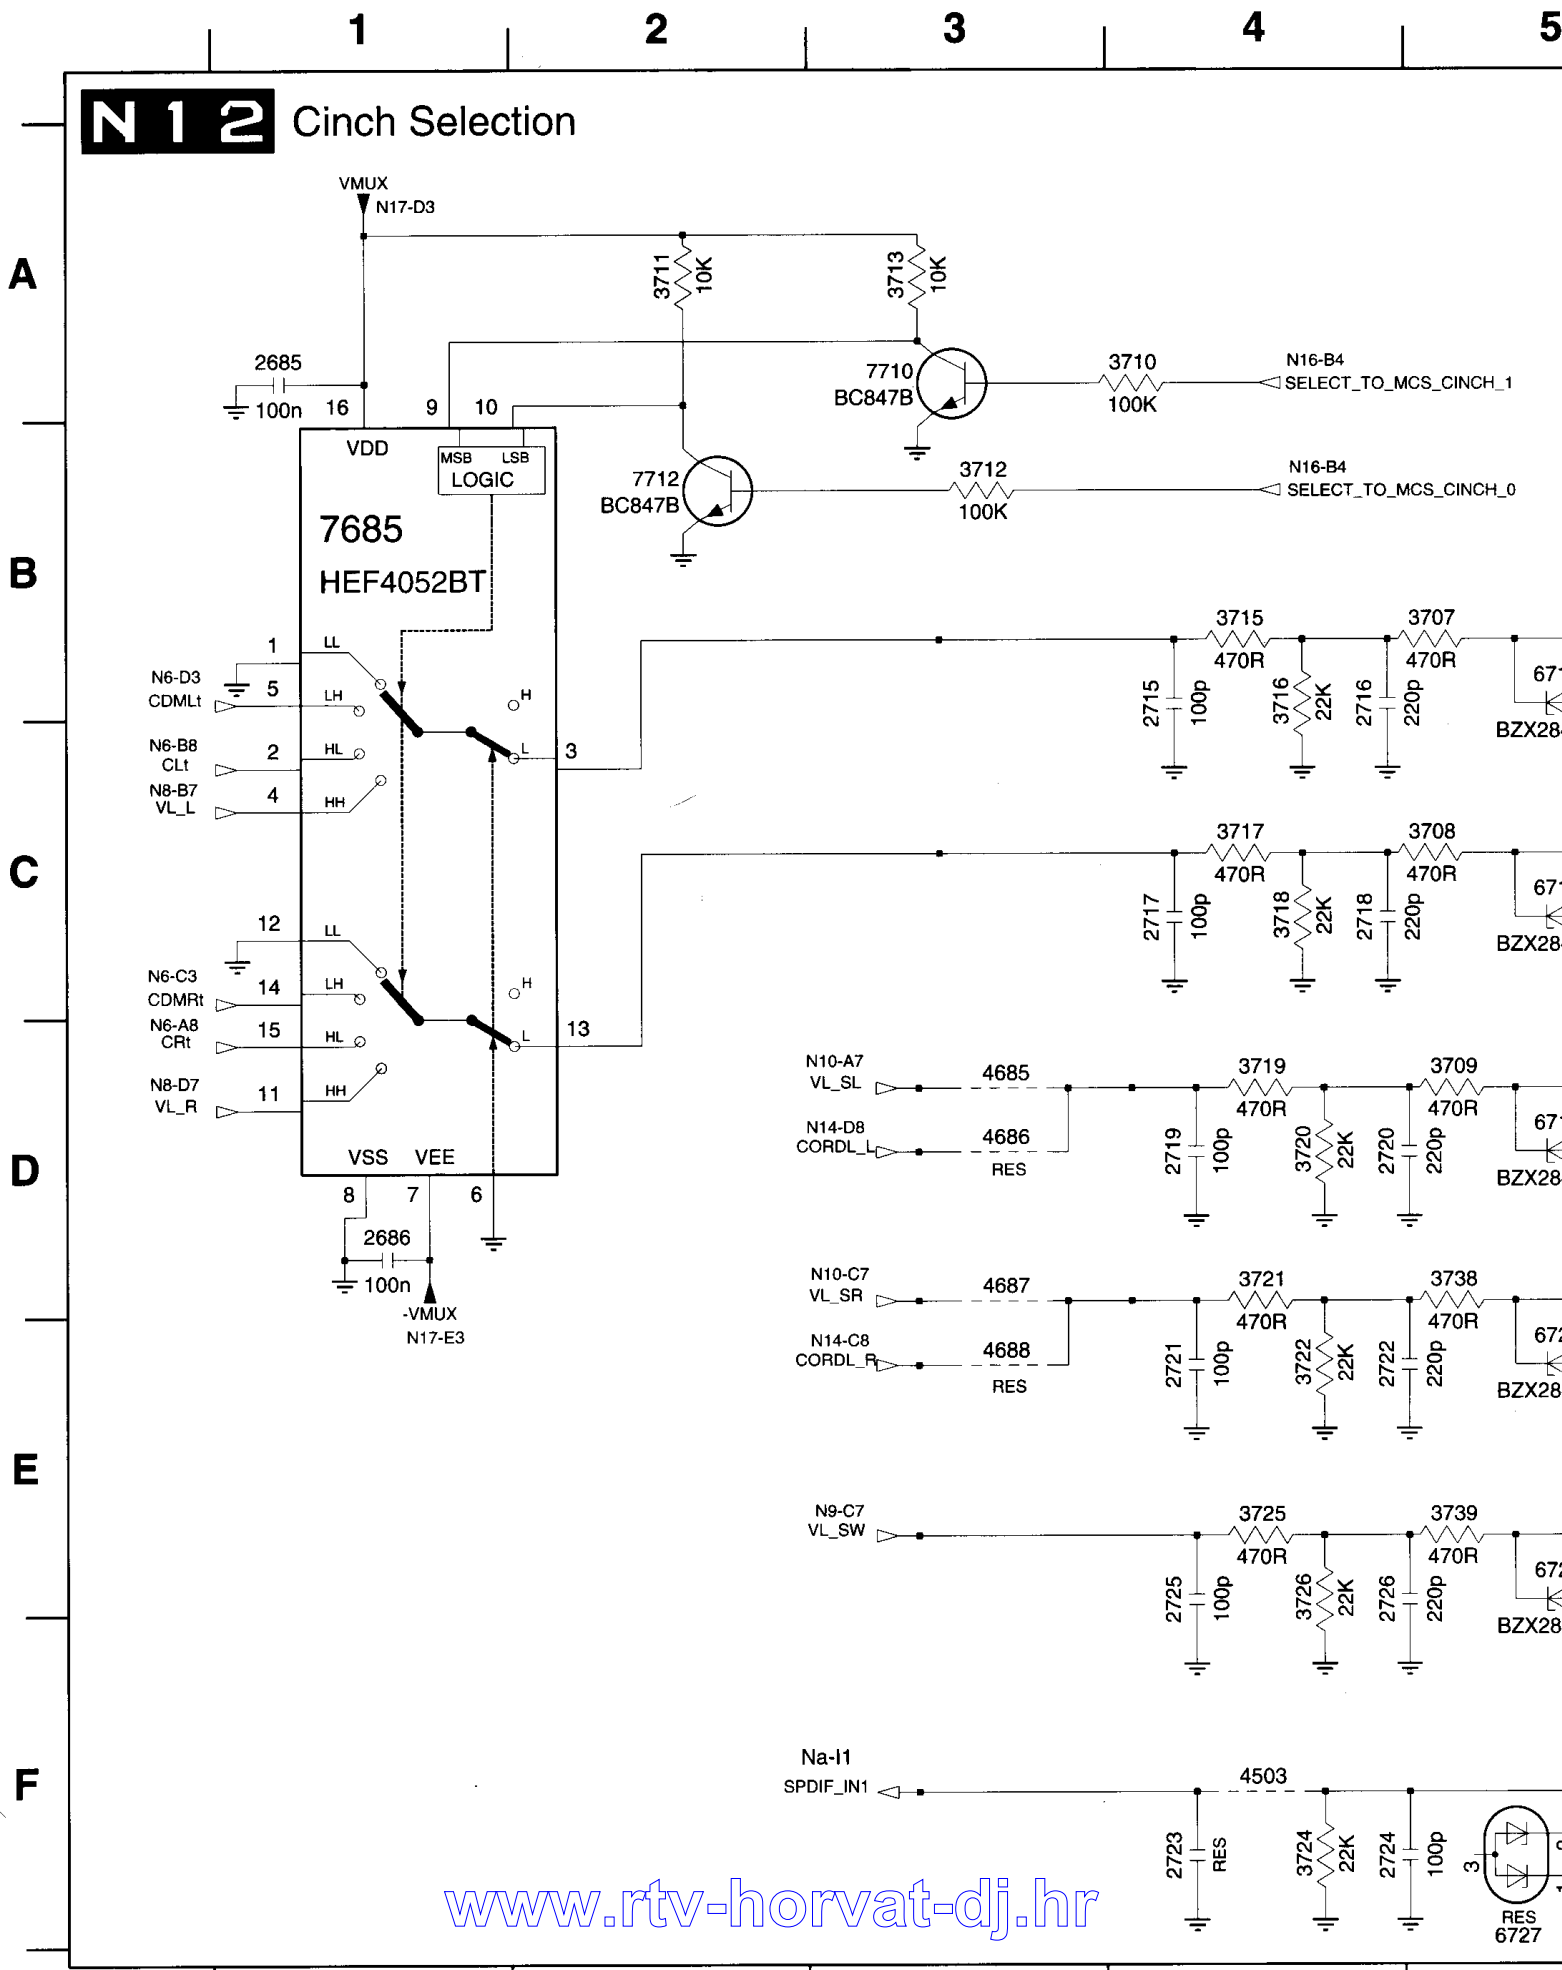 1 2 3 4 5
N12 Cinch Selection
VMUX
N17-D3
A
3711
10K
3713
10K
2685
100n
16
9
10
7710
BC847B
3710
100K
N16-B4
SELECT_TO_MCS_CINCH_1
VDD
MSB LSB
LOGIC
7712
BC847B
3712
100K
N16-B4
SELECT_TO_MCS_CINCH_0
7685
HEF4052BT
B
1
LL
N6-D3
CDMLt
5
LH
N6-B8
CLt
2
HL
N8-B7
VL_L
4
HH
H
L
3
3715
470R
3707
470R
2715
100p
3716
22K
2716
220p
671
BZX284
C
3717
470R
3708
470R
2717
100p
3718
22K
2718
220p
671
BZX284
12
LL
N6-C3
CDMRt
14
LH
N6-A8
CRt
15
HL
N8-D7
VL_R
11
HH
H
L
13
D
VSS VEE
8
7
6
2686
100n
-VMUX
N17-E3
N10-A7
VL_SL
4685
N14-D8
CORDL_L
4686
RES
3719
470R
3709
470R
2719
100p
3720
22K
2720
220p
671
BZX284
N10-C7
VL_SR
4687
N14-C8
CORDL_R
4688
RES
3721
470R
3738
470R
2721
100p
3722
22K
2722
220p
672
BZX28
E
N9-C7
VL_SW
3725
470R
3739
470R
2725
100p
3726
22K
2726
220p
672
BZX28
F
Na-I1
SPDIF_IN1
4503
2723
RES
3724
22K
2724
100p
3
RES
6727
www.rtv-horvat-dj.hr